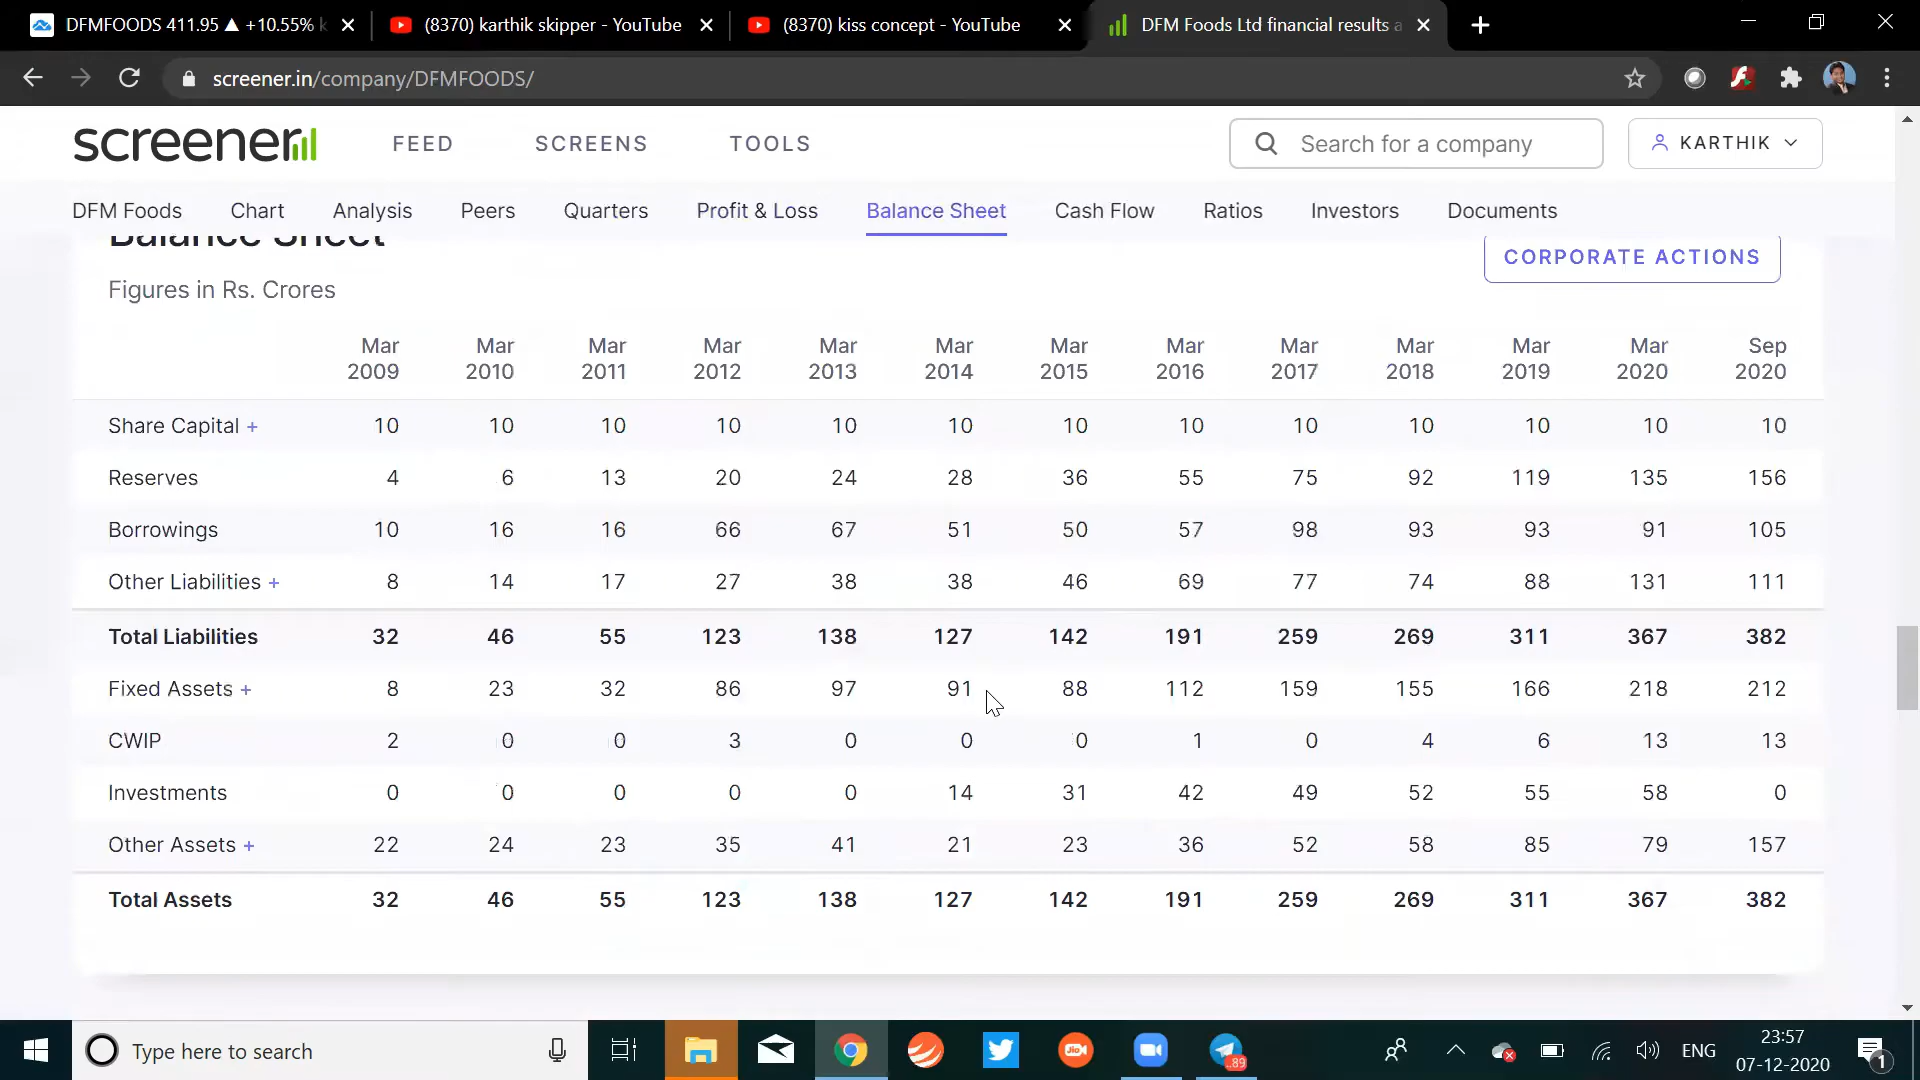 DFMFOODS 411.95 ▲ +10.55%
(8370) karthik skipper - YouTube
(8370) kiss concept - YouTube
DFM Foods Ltd financial results a
screener.in/company/DFMFOODS/
screener
FEED
SCREENS
TOOLS
Search for a company
KARTHIK
DFM Foods
Chart
Analysis
Peers
Quarters
Profit & Loss
Balance Sheet
Cash Flow
Ratios
Investors
Documents
Balance Sheet
CORPORATE ACTIONS
Figures in Rs. Crores
Mar 2009 Mar 2010 Mar 2011 Mar 2012 Mar 2013 Mar 2014 Mar 2015 Mar 2016 Mar 2017 Mar 2018 Mar 2019 Mar 2020 Sep 2020
Share Capital + 10 10 10 10 10 10 10 10 10 10 10 10 10
Reserves 4 6 13 20 24 28 36 55 75 92 119 135 156
Borrowings 10 16 16 66 67 51 50 57 98 93 93 91 105
Other Liabilities + 8 14 17 27 38 38 46 69 77 74 88 131 111
Total Liabilities 32 46 55 123 138 127 142 191 259 269 311 367 382
Fixed Assets + 8 23 32 86 97 91 88 112 159 155 166 218 212
CWIP 2 0 0 3 0 0 0 1 0 4 6 13 13
Investments 0 0 0 0 0 14 31 42 49 52 55 58 0
Other Assets + 22 24 23 35 41 21 23 36 52 58 85 79 157
Total Assets 32 46 55 123 138 127 142 191 259 269 311 367 382
Type here to search
Jio
..89
ENG
23:57
07-12-2020
1